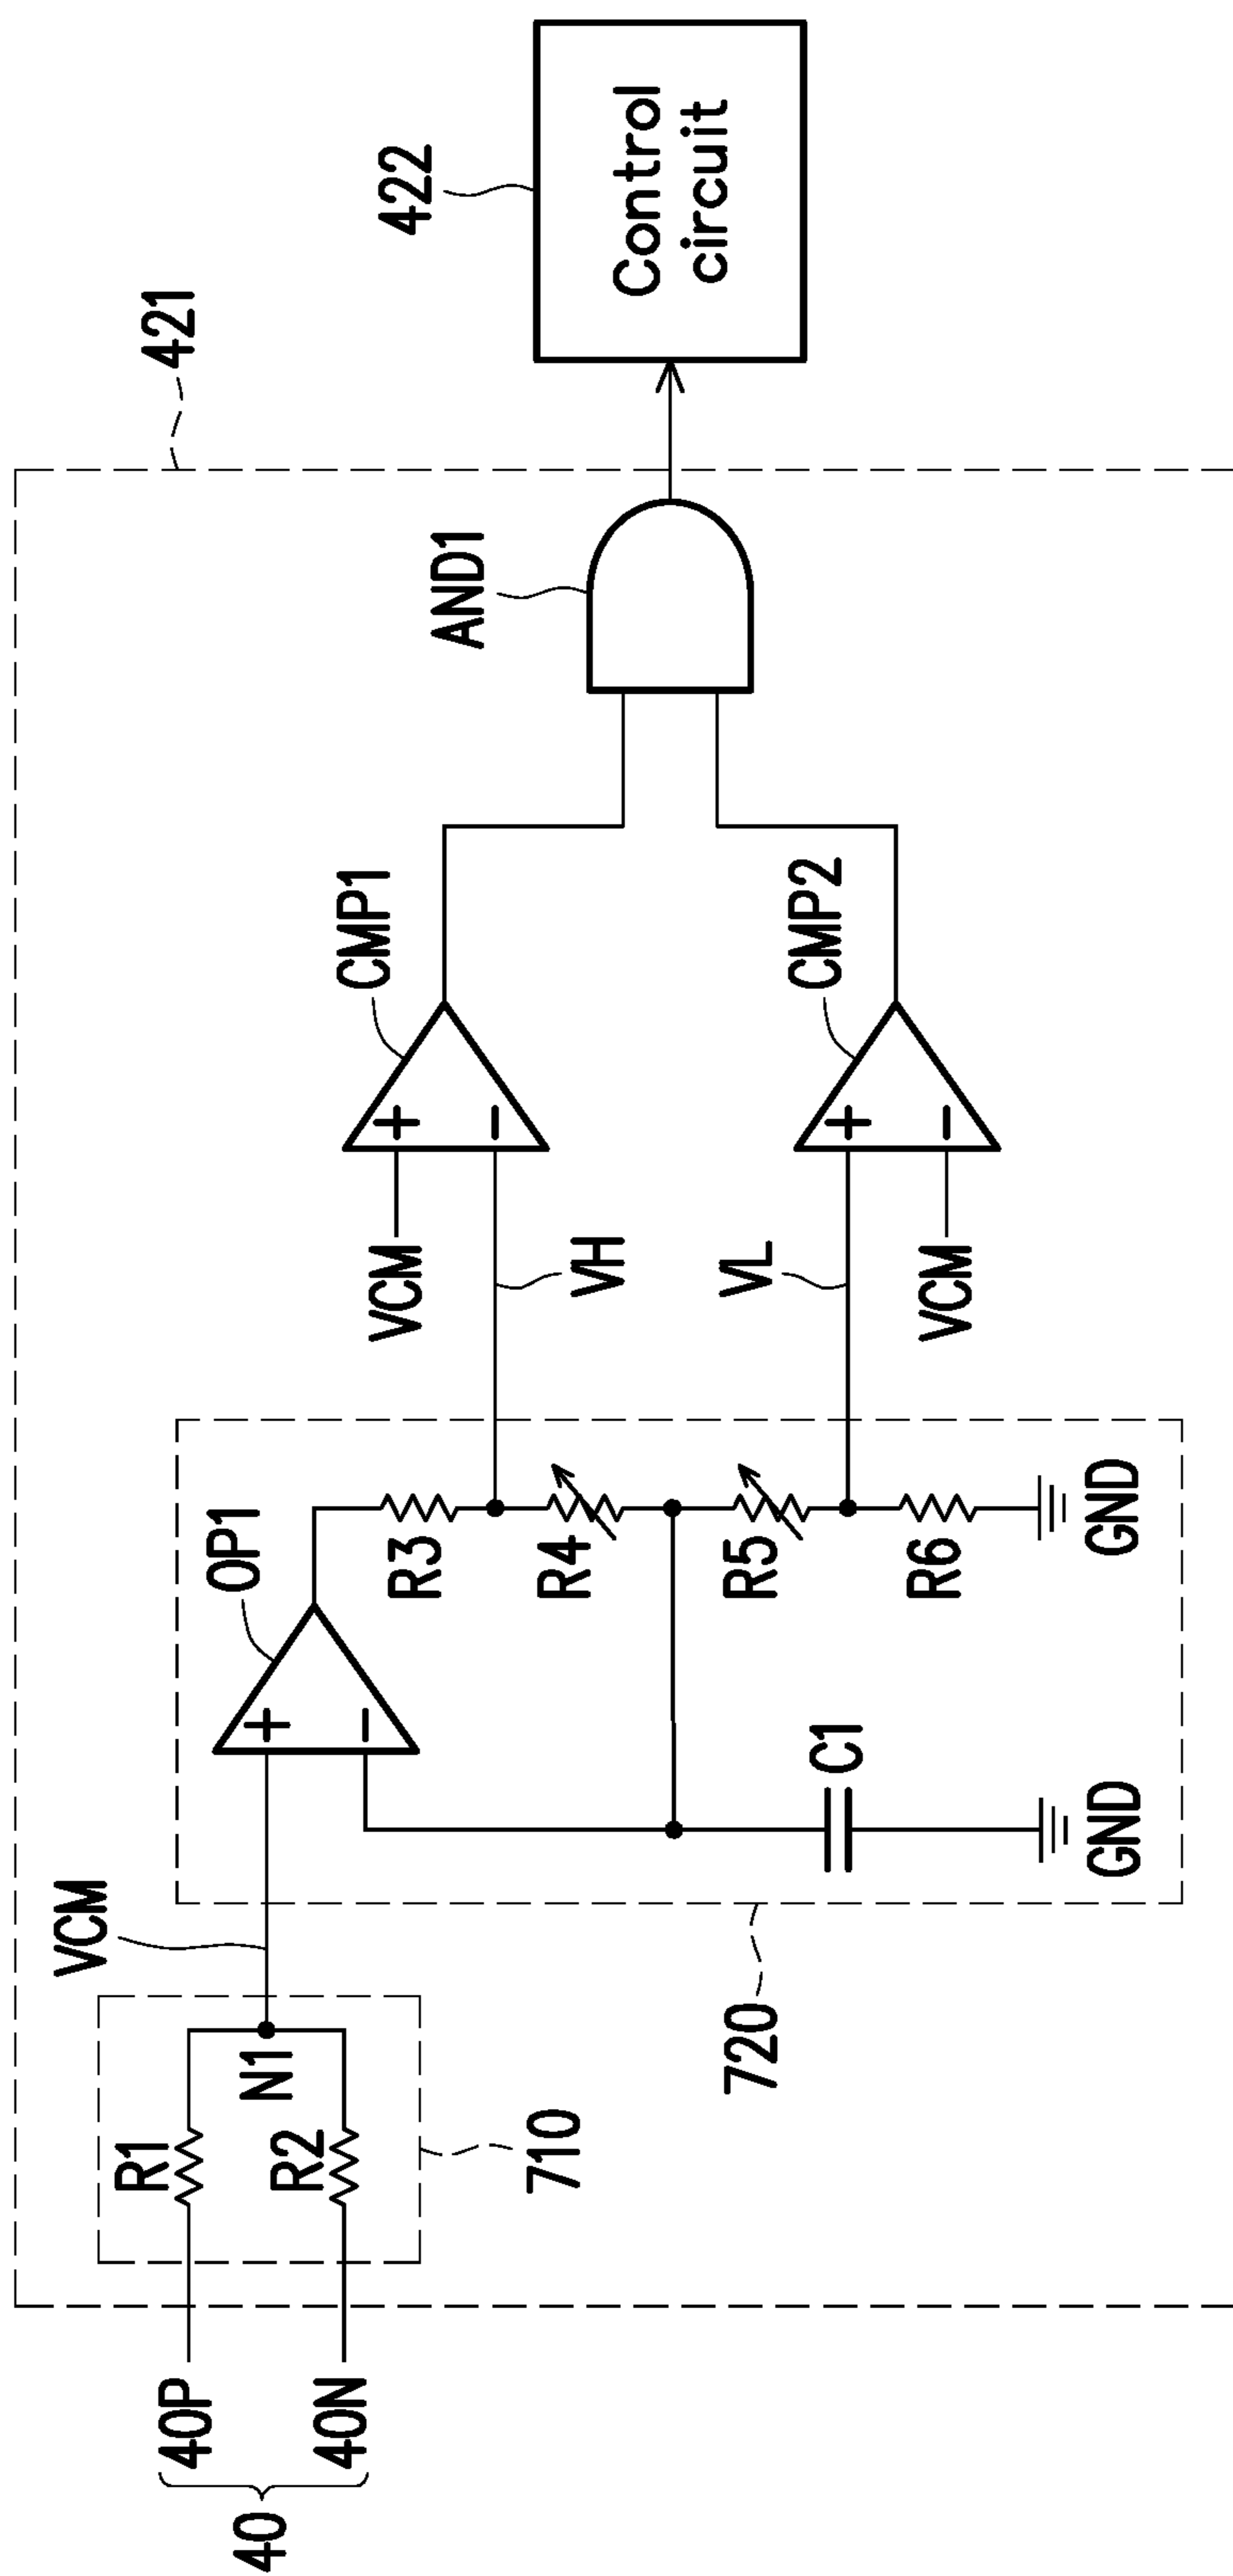 421
VCM
R1
40P
N1
40
R2
40N
710
OP1
R3
R4
R5
R6
GND
C1
GND
720
VCM
CMP1
VH
VL
CMP2
VCM
AND1
422
Control
circuit